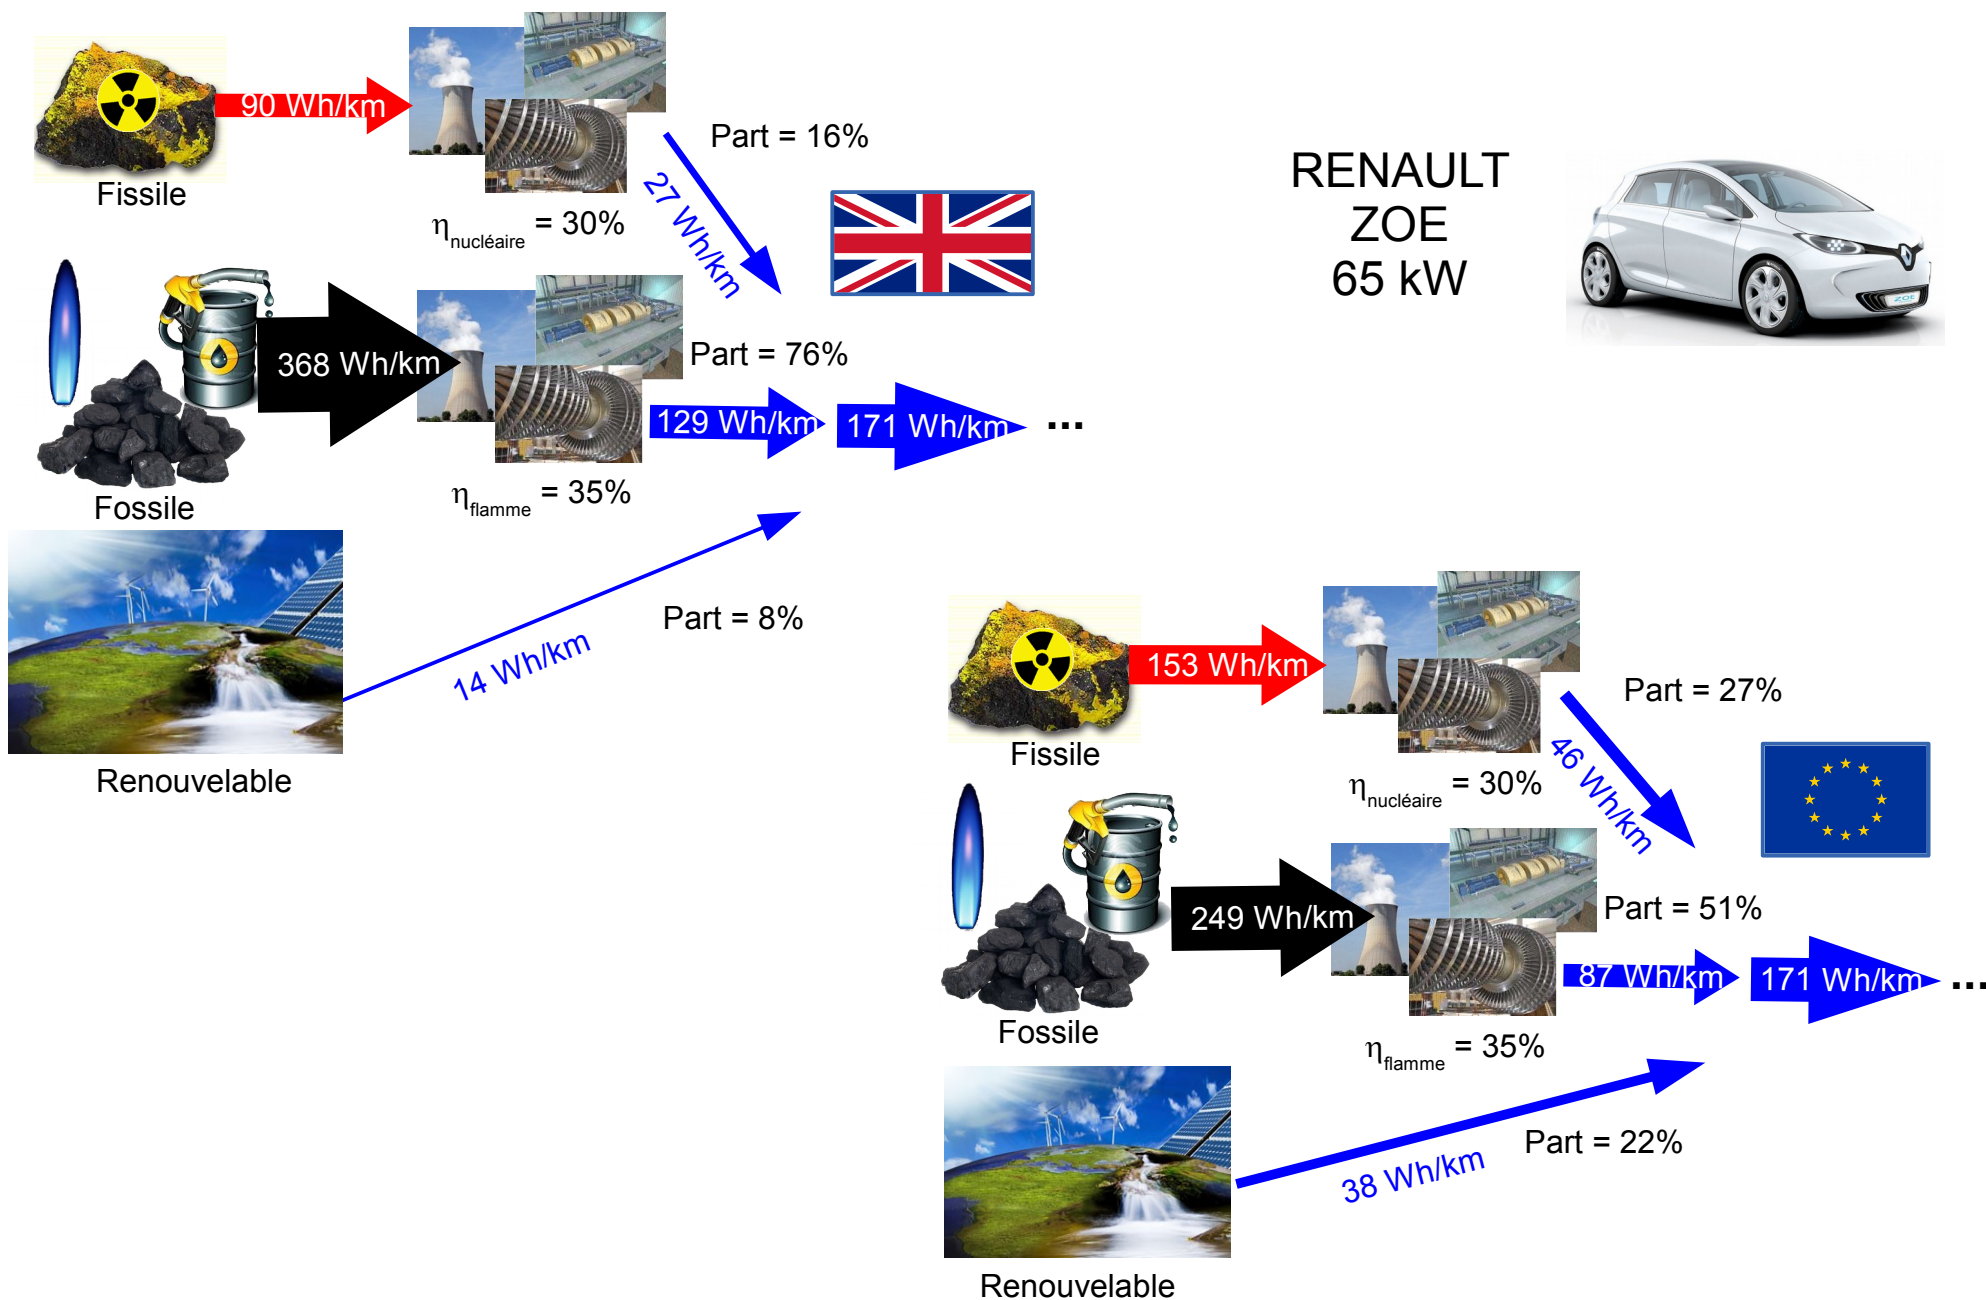 90 Wh/km
Part = 16%
Fissile
27 Wh/km
ηnucléaire = 30%
RENAULT
ZOE
65 kW
ZOE
368 Wh/km
Part = 76%
129 Wh/km
171 Wh/km
...
ηflamme = 35%
Fossile
Part = 8%
14 Wh/km
Renouvelable
153 Wh/km
Part = 27%
Fissile
46 Wh/km
ηnucléaire = 30%
249 Wh/km
Part = 51%
87 Wh/km
171 Wh/km
...
Fossile
ηflamme = 35%
Part = 22%
38 Wh/km
Renouvelable